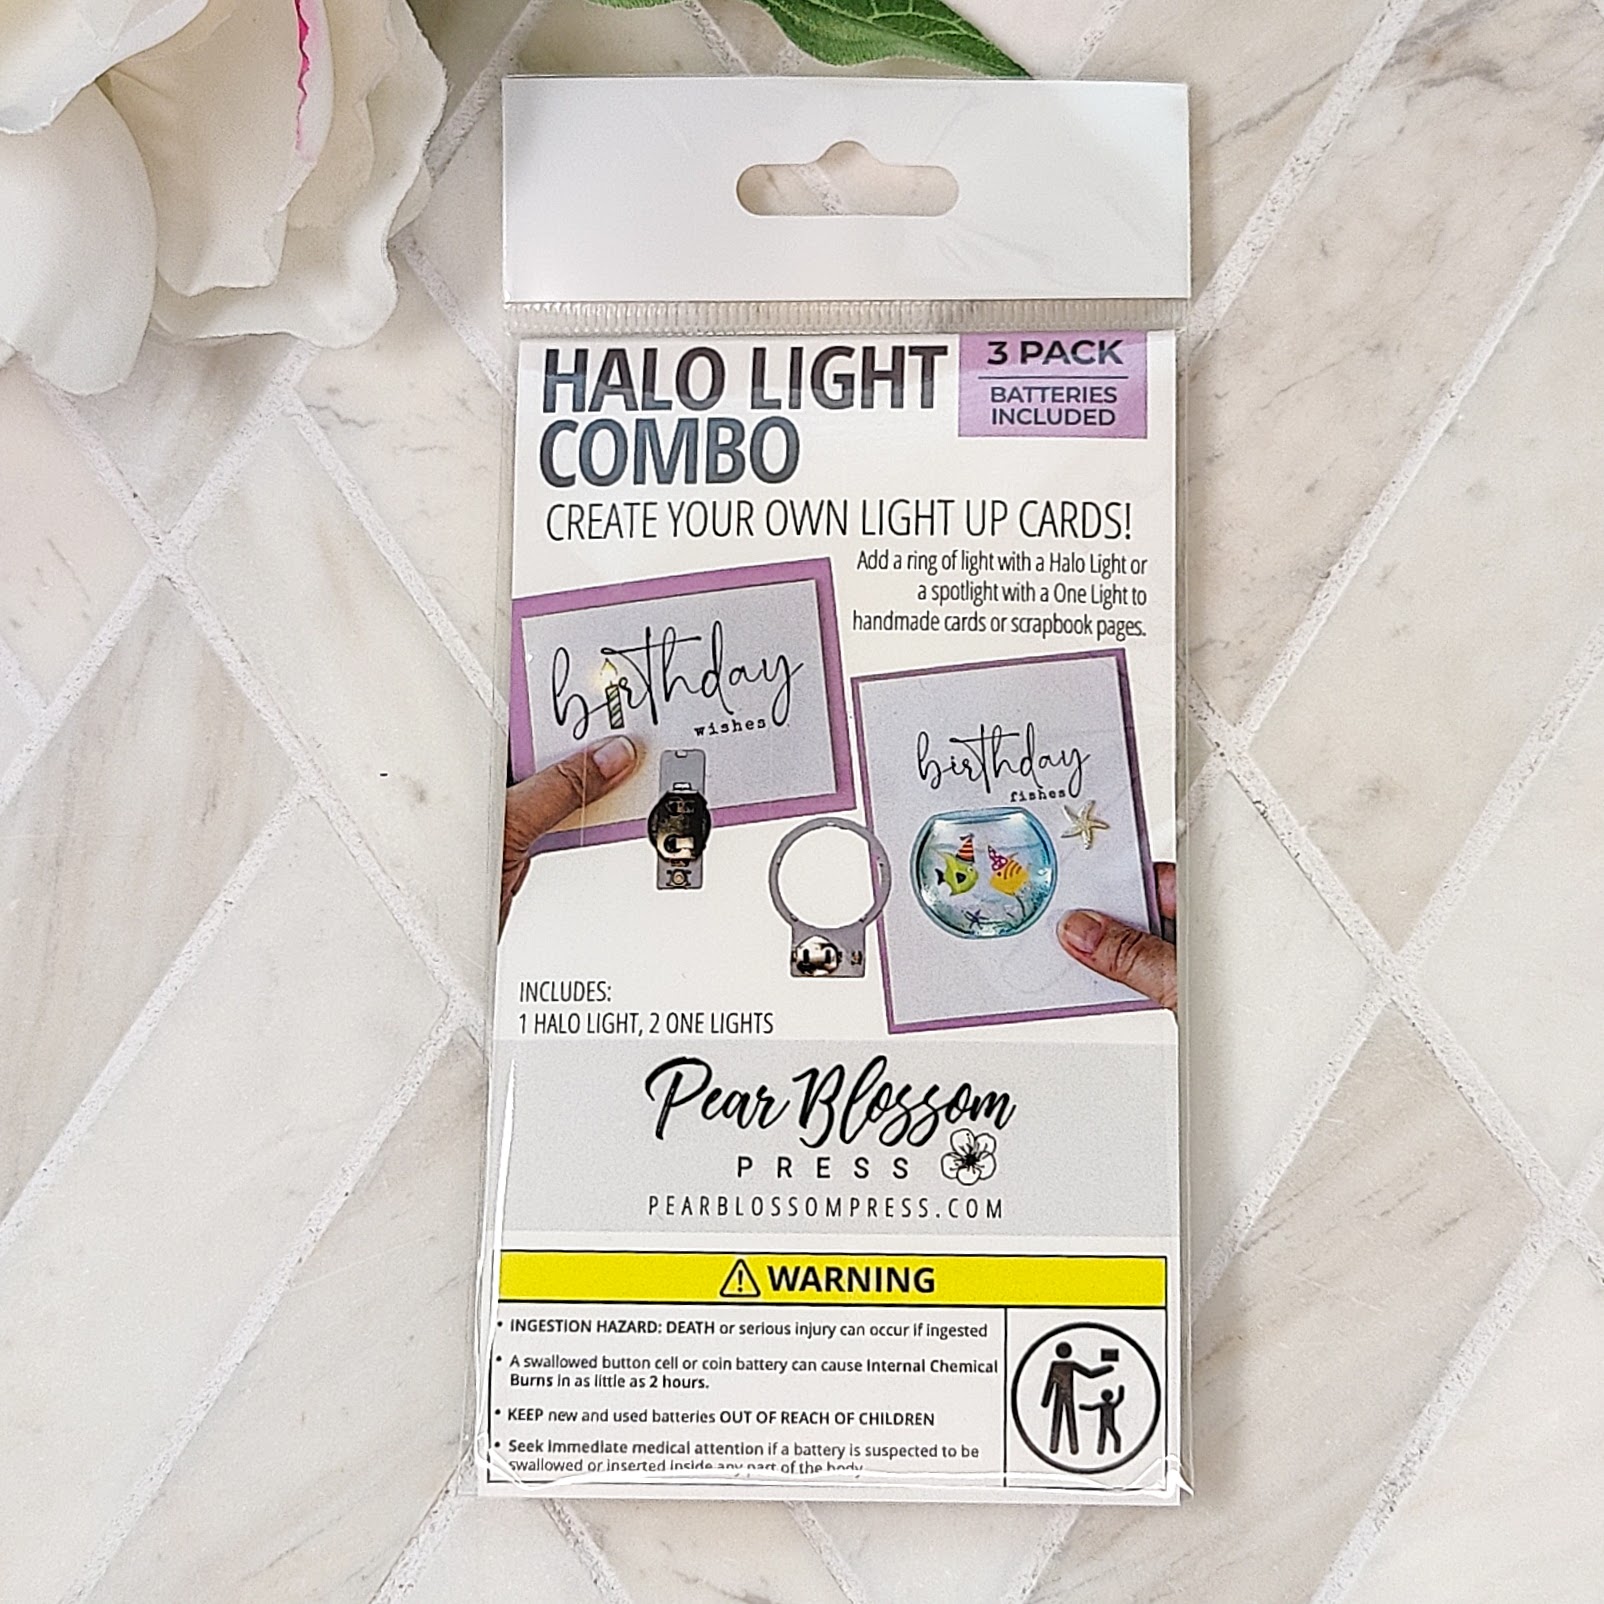 HALO LIGHT
COMBO
3 PACK
BATTERIES
INCLUDED
CREATE YOUR OWN LIGHT UP CARDS!
Add a ring of light with a Halo Light or
a spotlight with a One Light to
handmade cards or scrapbook pages.
birthday
wishes
birthday
fishes
INCLUDES:
1 HALO LIGHT, 2 ONE LIGHTS
Pear Blossom
PRESS
PEARBLOSSOMPRESS.COM
WARNING
• INGESTION HAZARD: DEATH or serious injury can occur if ingested
• A swallowed button cell or coin battery can cause Internal Chemical
Burns in as little as 2 hours.
• KEEP new and used batteries OUT OF REACH OF CHILDREN
• Seek immediate medical attention if a battery is suspected to be
swallowed or inserted inside any part of the body